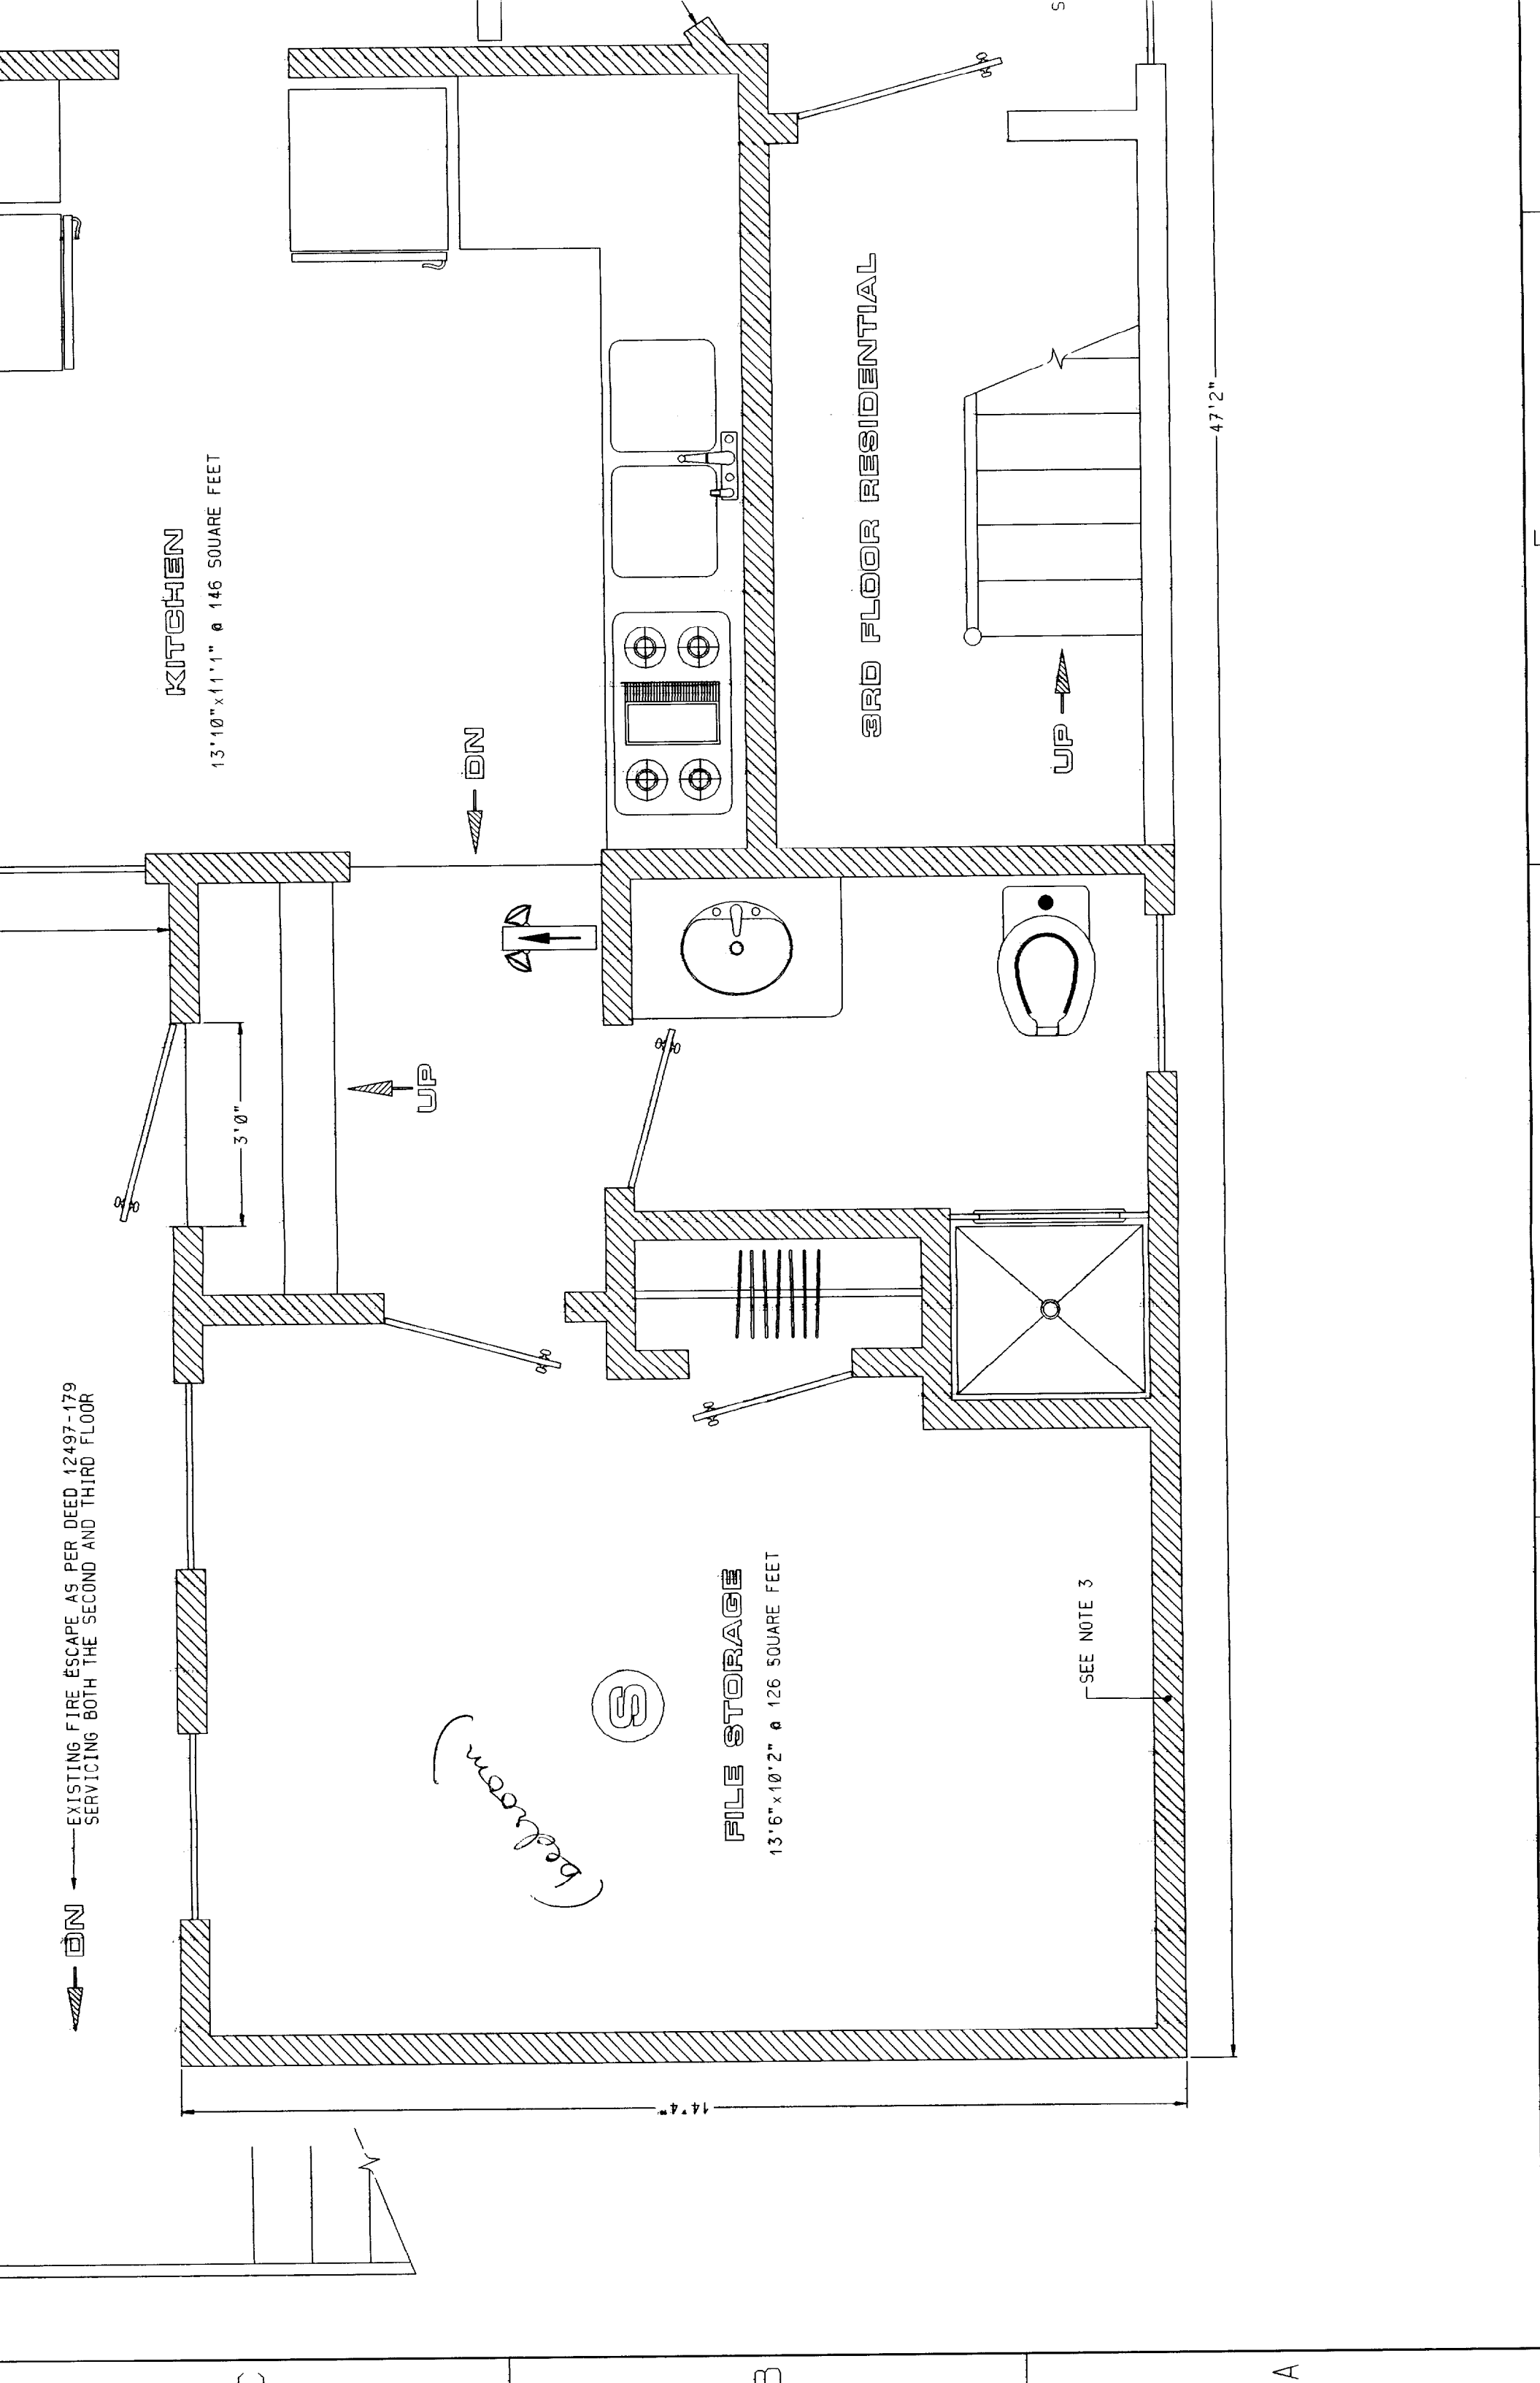 KITCHEN
13'10"x11'1" @ 146 SQUARE FEET
DN
3RD FLOOR RESIDENTIAL
UP
47'2"
UP
3'0"
EXISTING FIRE ESCAPE AS PER DEED 12497-179
SERVICING BOTH THE SECOND AND THIRD FLOOR
DN
S
(bedroom)
FILE STORAGE
13'6"x10'2" @ 126 SQUARE FEET
SEE NOTE 3
14'4"
S
C
B
A